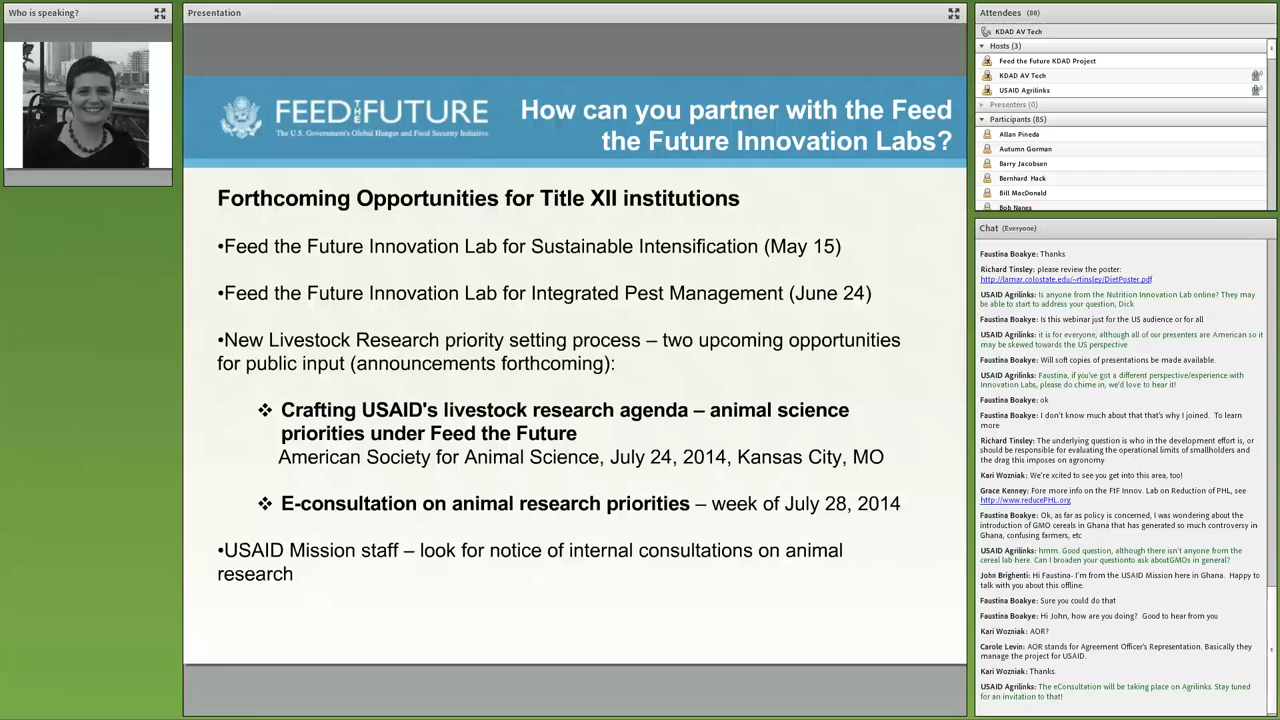 Who is speaking?
Presentation
FEED THE FUTURE
The U.S. Government's Global Hunger and Food Security Initiative
How can you partner with the Feed
the Future Innovation Labs?
Forthcoming Opportunities for Title XII institutions
•Feed the Future Innovation Lab for Sustainable Intensification (May 15)
•Feed the Future Innovation Lab for Integrated Pest Management (June 24)
•New Livestock Research priority setting process – two upcoming opportunities
for public input (announcements forthcoming):
❖ Crafting USAID's livestock research agenda – animal science
priorities under Feed the Future
American Society for Animal Science, July 24, 2014, Kansas City, MO
❖ E-consultation on animal research priorities – week of July 28, 2014
•USAID Mission staff – look for notice of internal consultations on animal
research
Attendees (88)
KDAD AV Tech
Hosts (3)
Feed the Future KDAD Project
KDAD AV Tech
USAID Agrilinks
Presenters (0)
Participants (85)
Allan Pineda
Autumn Gorman
Barry Jacobsen
Bernhard Hack
Bill MacDonald
Bob Nanes
Chat (Everyone)
Faustina Boakye: Thanks
Richard Tinsley: please review the poster:
http://lamar.colostate.edu/~rtinsley/DietPoster.pdf
USAID Agrilinks: Is anyone from the Nutrition Innovation Lab online? They may
be able to start to address your question, Dick
Faustina Boakye: Is this webinar just for the US audience or for all
USAID Agrilinks: it is for everyone, although all of our presenters are American so it
may be skewed towards the US perspective
Faustina Boakye: Will soft copies of presentations be made available.
USAID Agrilinks: Faustina, if you've got a different perspective/experience with
Innovation Labs, please do chime in, we'd love to hear it!
Faustina Boakye: ok
Faustina Boakye: I don't know much about that that's why I joined. To learn
more
Richard Tinsley: The underlying question is who in the development effort is, or
should be responsible for evaluating the operational limits of smallholders and
the drag this imposes on agronomy
Kari Wozniak: We're xcited to see you get into this area, too!
Grace Kenney: Fore more info on the FtF Innov. Lab on Reduction of PHL, see
http://www.reducePHL.org
Faustina Boakye: Ok, as far as policy is concerned, I was wondering about the
introduction of GMO cereals in Ghana that has generated so much controversy in
Ghana, confusing farmers, etc
USAID Agrilinks: hmm. Good question, although there isn't anyone from the
cereal lab here. Can I broaden your questionto ask aboutGMOs in general?
John Brighenti: Hi Faustina- I'm from the USAID Mission here in Ghana. Happy to
talk with you about this offline.
Faustina Boakye: Sure you could do that
Faustina Boakye: Hi John, how are you doing? Good to hear from you
Kari Wozniak: AOR?
Carole Levin: AOR stands for Agreement Officer's Representation. Basically they
manage the project for USAID.
Kari Wozniak: Thanks.
USAID Agrilinks: The eConsultation will be taking place on Agrilinks. Stay tuned
for an invitation to that!